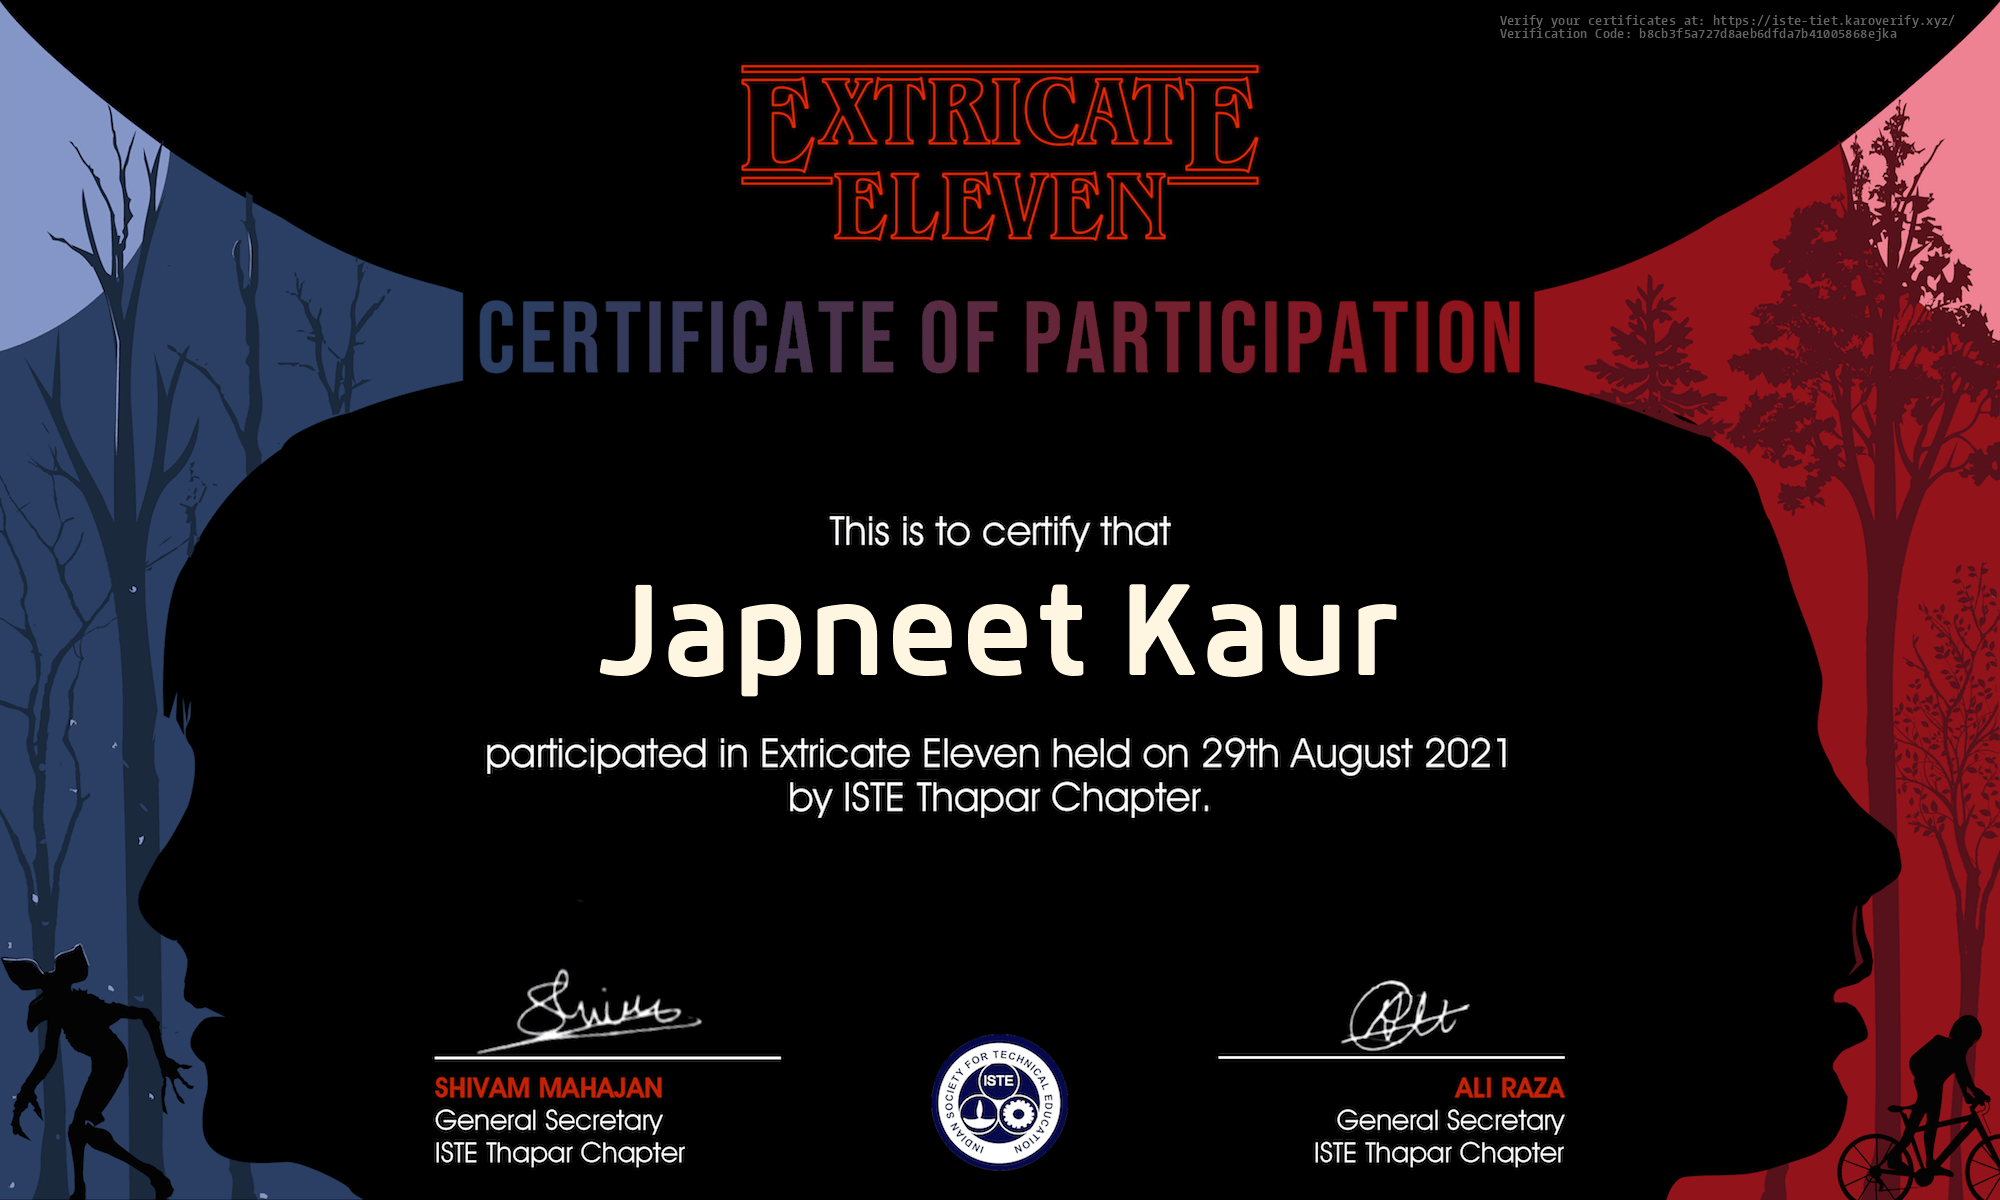 Verify your certificates at: https://iste-tiet.karoverify.xyz/
Verification Code: b8cb3f5a727d8aeb6dfda7b41005868ejka
EXTRICATE
ELEVEN
CERTIFICATE OF PARTICIPATION
This is to certify that
Japneet Kaur
participated in Extricate Eleven held on 29th August 2021
by ISTE Thapar Chapter.
SHIVAM MAHAJAN
General Secretary
ISTE Thapar Chapter
INDIAN SOCIETY FOR TECHNICAL EDUCATION
ISTE
ALI RAZA
General Secretary
ISTE Thapar Chapter